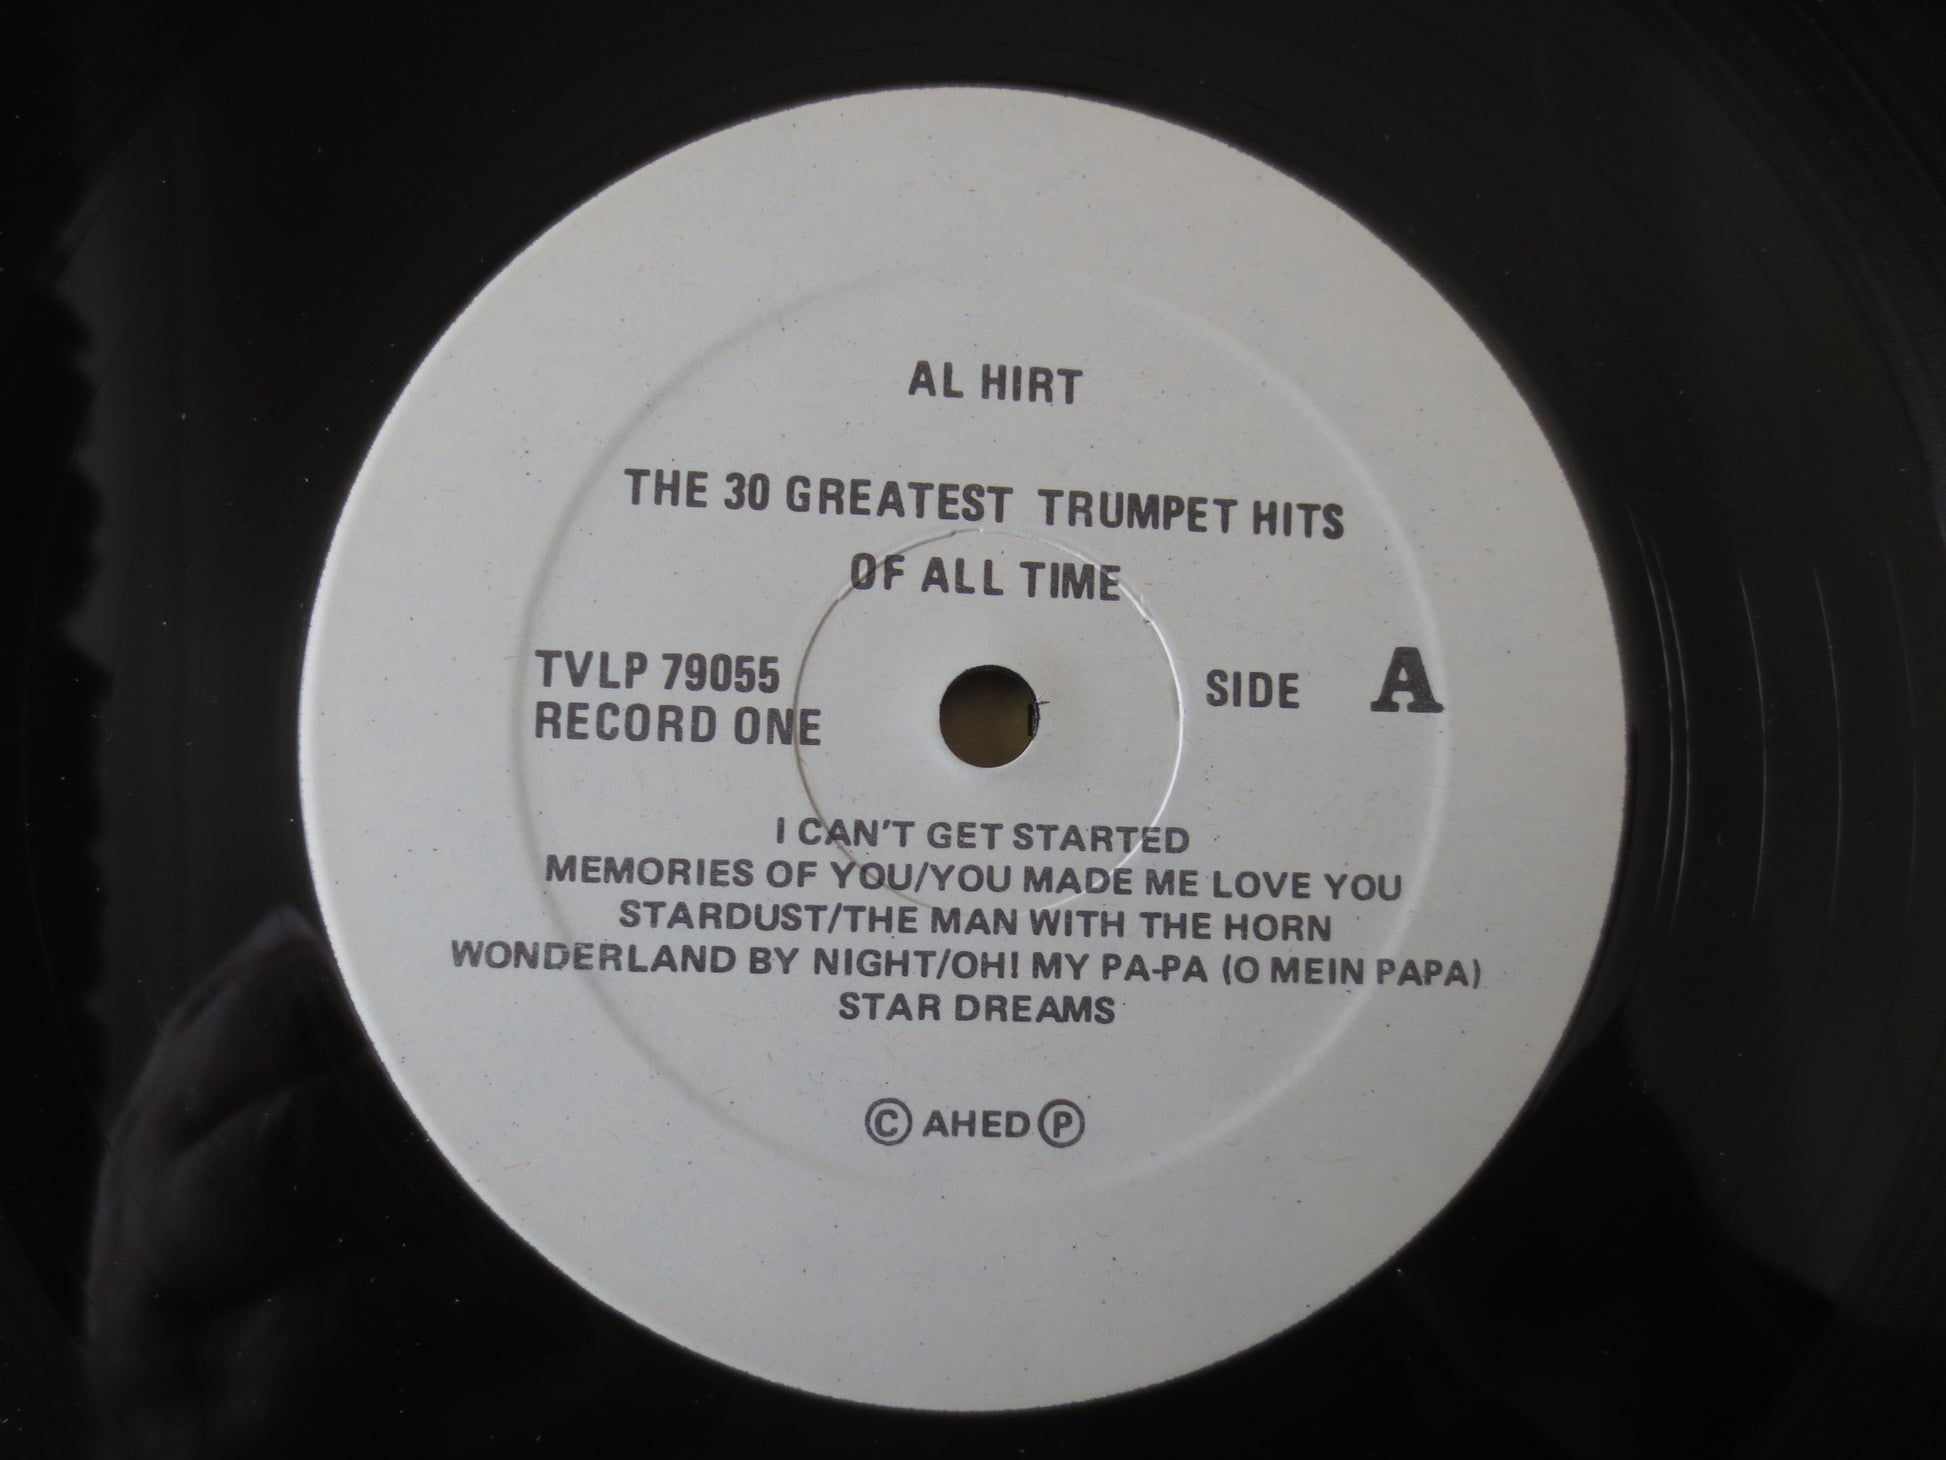 AL HIRT
THE 30 GREATEST TRUMPET HITS
OF ALL TIME
TVLP 79055
RECORD ONE
SIDE A
I CAN'T GET STARTED
MEMORIES OF YOU/YOU MADE ME LOVE YOU
STARDUST/THE MAN WITH THE HORN
WONDERLAND BY NIGHT/OH! MY PA-PA (O MEIN PAPA)
STAR DREAMS
Ⓒ AHED Ⓟ